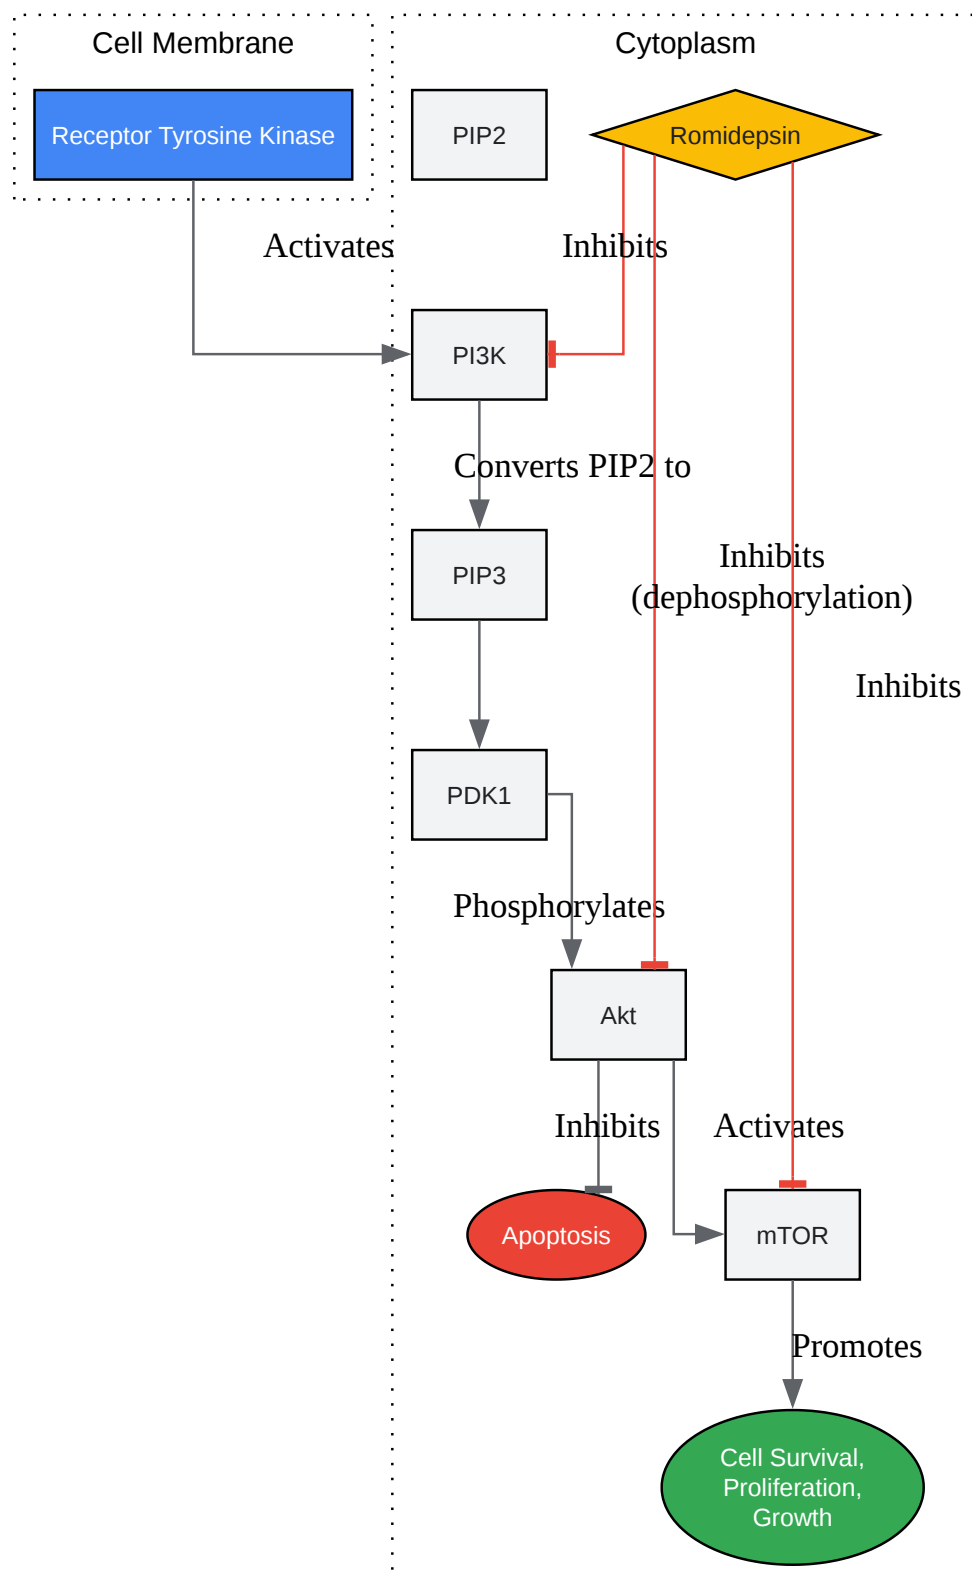 Cell Membrane
Cytoplasm
Receptor Tyrosine Kinase
PIP2
Romidepsin
Activates
Inhibits
PI3K
Converts PIP2 to
Inhibits
(dephosphorylation)
PIP3
Inhibits
PDK1
Phosphorylates
Akt
Inhibits
Activates
Apoptosis
mTOR
Promotes
Cell Survival,
Proliferation,
Growth